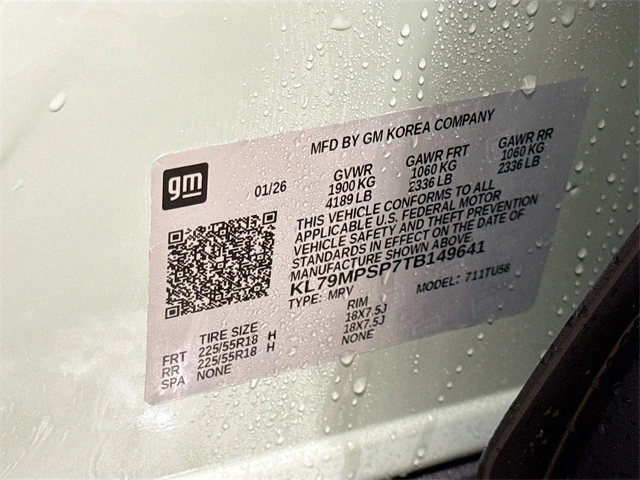 MFD BY GM KOREA COMPANY
gm
01/26
GVWR GAWR FRT GAWR RR
1900 KG 1060 KG 1060 KG
4189 LB 2336 LB 2336 LB
THIS VEHICLE CONFORMS TO ALL
APPLICABLE U.S. FEDERAL MOTOR
VEHICLE SAFETY AND THEFT PREVENTION
STANDARDS IN EFFECT ON THE DATE OF
MANUFACTURE SHOWN ABOVE
KL79MPSP7TB149641
TYPE: MPV MODEL: 711TU56
TIRE SIZE RIM
FRT 225/55R18 H 18X7.5J
RR 225/55R18 H 18X7.5J
SPA NONE NONE